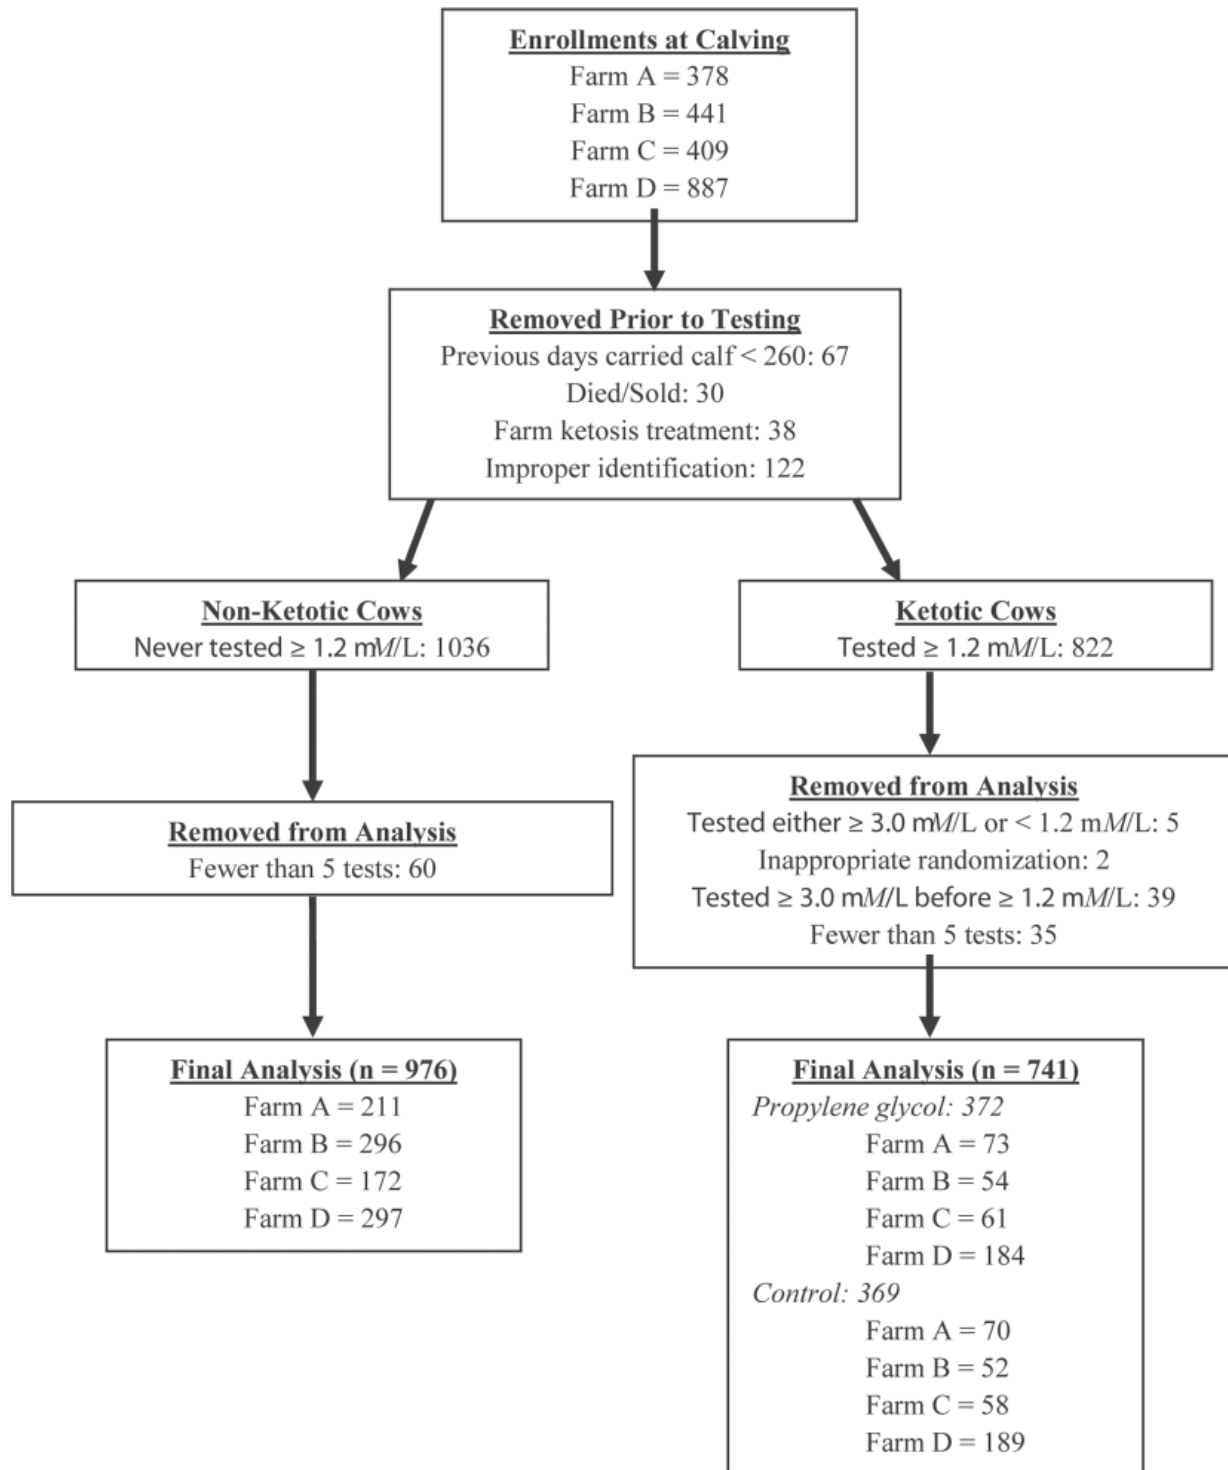 Enrollments at Calving
Farm A = 378
Farm B = 441
Farm C = 409
Farm D = 887
Removed Prior to Testing
Previous days carried calf < 260: 67
Died/Sold: 30
Farm ketosis treatment: 38
Improper identification: 122
Non-Ketotic Cows
Never tested ≥ 1.2 mM/L: 1036
Ketotic Cows
Tested ≥ 1.2 mM/L: 822
Removed from Analysis
Fewer than 5 tests: 60
Removed from Analysis
Tested either ≥ 3.0 mM/L or < 1.2 mM/L: 5
Inappropriate randomization: 2
Tested ≥ 3.0 mM/L before ≥ 1.2 mM/L: 39
Fewer than 5 tests: 35
Final Analysis (n = 976)
Farm A = 211
Farm B = 296
Farm C = 172
Farm D = 297
Final Analysis (n = 741)
Propylene glycol: 372
Farm A = 73
Farm B = 54
Farm C = 61
Farm D = 184
Control: 369
Farm A = 70
Farm B = 52
Farm C = 58
Farm D = 189